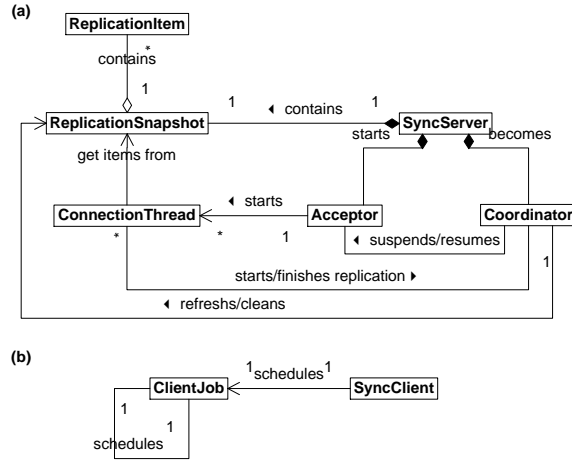 (a)
ReplicationItem
*
contains
1
1 ◄ contains 1
ReplicationSnapshot
SyncServer
starts becomes
get items from
◄ starts
ConnectionThread
Acceptor
Coordinator
* * 1
◄ suspends/resumes
1
starts/finishes replication ►
◄ refreshs/cleans
(b)
1 schedules 1
ClientJob
SyncClient
1
1
schedules